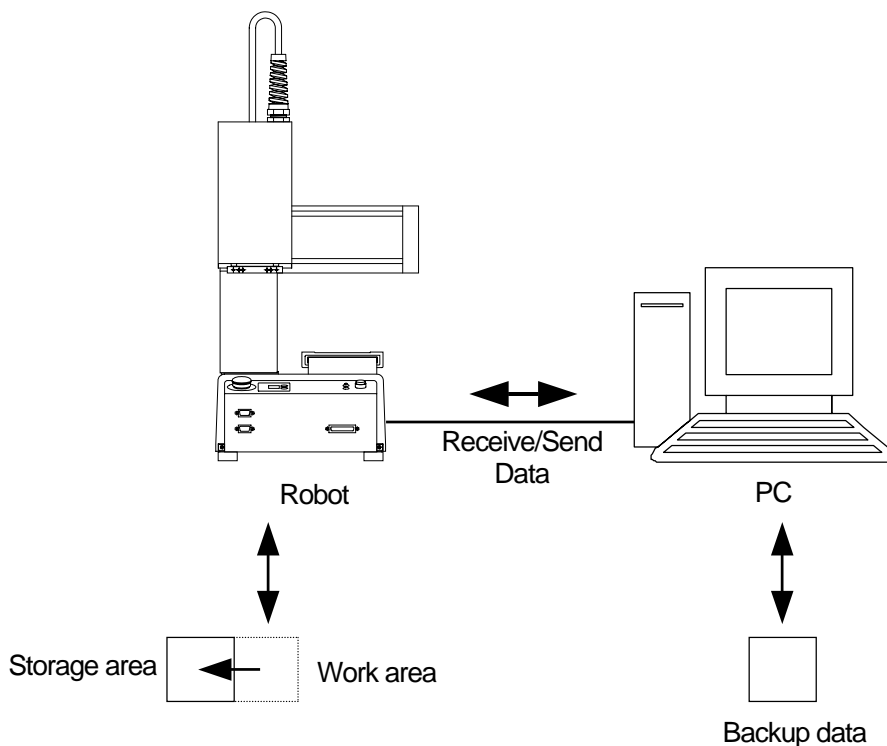 Receive/Send
Data
Robot
PC
Storage area
Work area
Backup data